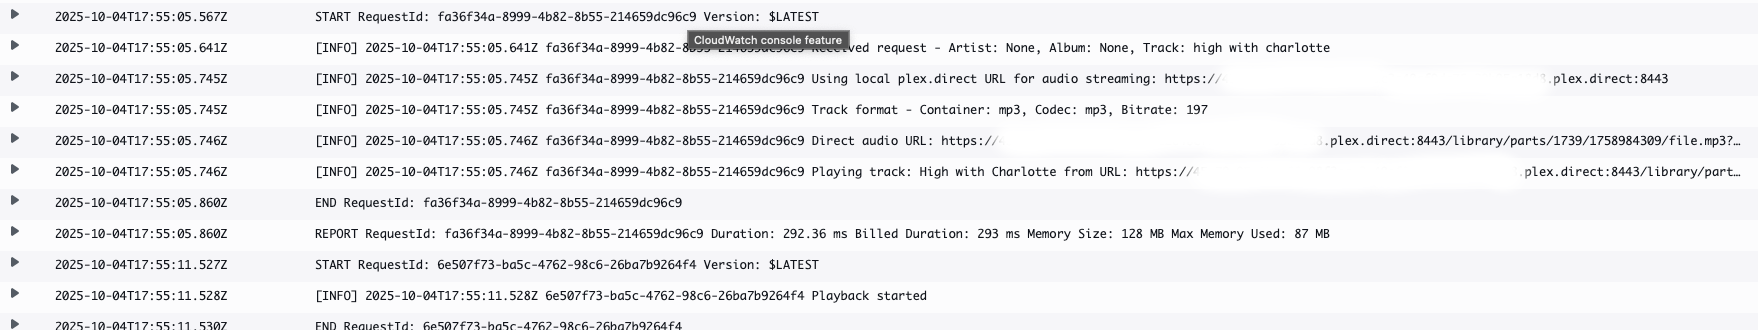 2025-10-04T17:55:05.567Z START RequestId: fa36f34a-8999-4b82-8b55-214659dc96c9 Version: $LATEST
CloudWatch console feature
2025-10-04T17:55:05.641Z [INFO] 2025-10-04T17:55:05.641Z fa36f34a-8999-4b82-8b55-214659dc96c9 Received request - Artist: None, Album: None, Track: high with charlotte
2025-10-04T17:55:05.745Z [INFO] 2025-10-04T17:55:05.745Z fa36f34a-8999-4b82-8b55-214659dc96c9 Using local plex.direct URL for audio streaming: https:// .plex.direct:8443
2025-10-04T17:55:05.745Z [INFO] 2025-10-04T17:55:05.745Z fa36f34a-8999-4b82-8b55-214659dc96c9 Track format - Container: mp3, Codec: mp3, Bitrate: 197
2025-10-04T17:55:05.746Z [INFO] 2025-10-04T17:55:05.746Z fa36f34a-8999-4b82-8b55-214659dc96c9 Direct audio URL: https:// .plex.direct:8443/library/parts/1739/1758984309/file.mp3?…
2025-10-04T17:55:05.746Z [INFO] 2025-10-04T17:55:05.746Z fa36f34a-8999-4b82-8b55-214659dc96c9 Playing track: High with Charlotte from URL: https:// .plex.direct:8443/library/part…
2025-10-04T17:55:05.860Z END RequestId: fa36f34a-8999-4b82-8b55-214659dc96c9
2025-10-04T17:55:05.860Z REPORT RequestId: fa36f34a-8999-4b82-8b55-214659dc96c9 Duration: 292.36 ms Billed Duration: 293 ms Memory Size: 128 MB Max Memory Used: 87 MB
2025-10-04T17:55:11.527Z START RequestId: 6e507f73-ba5c-4762-98c6-26ba7b9264f4 Version: $LATEST
2025-10-04T17:55:11.528Z [INFO] 2025-10-04T17:55:11.528Z 6e507f73-ba5c-4762-98c6-26ba7b9264f4 Playback started
2025-10-04T17:55:11.530Z END RequestId: 6e507f73-ba5c-4762-98c6-26ba7b9264f4